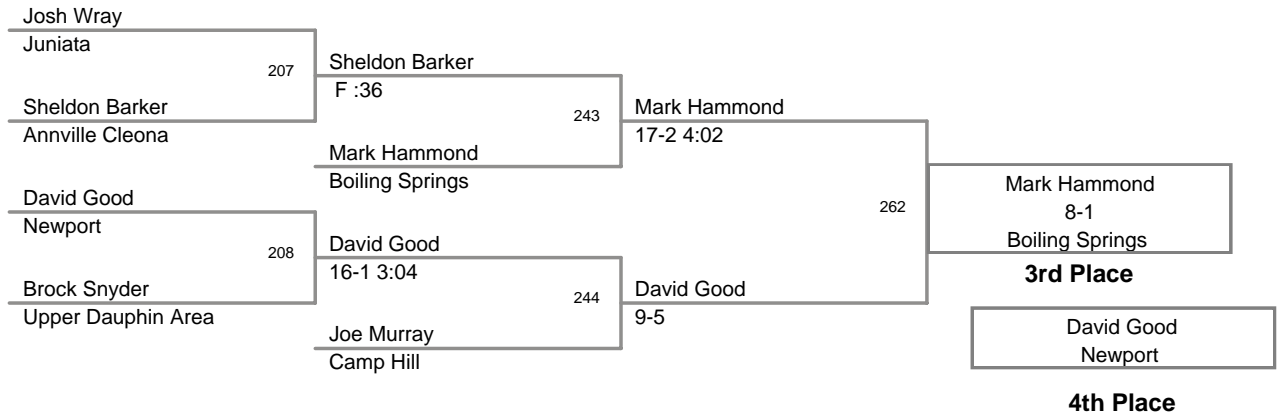 Josh Wray
Juniata
207
Sheldon Barker
Annville Cleona
Sheldon Barker
F :36
243
Mark Hammond
Boiling Springs
Mark Hammond
17-2 4:02
David Good
Newport
208
Brock Snyder
Upper Dauphin Area
David Good
16-1 3:04
244
Joe Murray
Camp Hill
David Good
9-5
262
Mark Hammond
8-1
Boiling Springs
3rd Place
David Good
Newport
4th Place